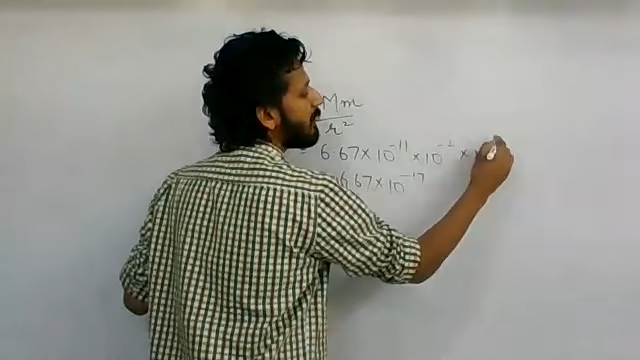 Mm
r²
= 6.67 × 10⁻¹¹ × 10⁻² ×
6.67 × 10⁻¹⁷